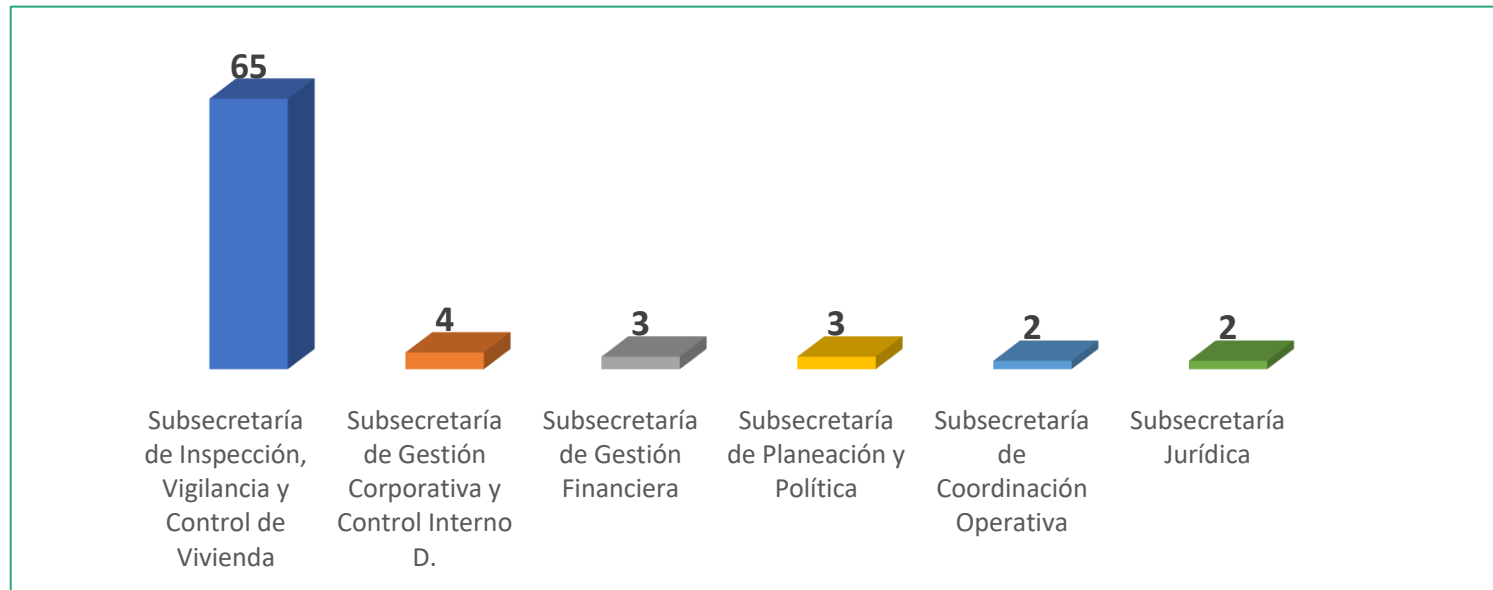 65
4
3
3
2
2
Subsecretaría
de Inspección,
Vigilancia y
Control de
Vivienda
Subsecretaría
de Gestión
Corporativa y
Control Interno
D.
Subsecretaría
de Gestión
Financiera
Subsecretaría
de Planeación y
Política
Subsecretaría
de
Coordinación
Operativa
Subsecretaría
Jurídica